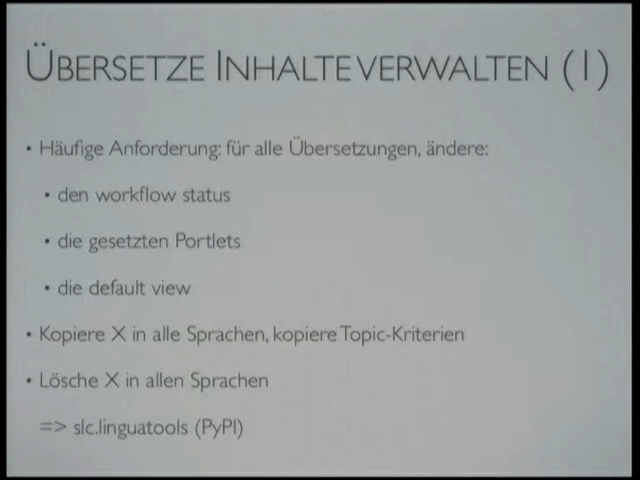 ÜBERSETZE INHALTE VERWALTEN (1)
• Häufige Anforderung: für alle Übersetzungen, ändere:
• den workflow status
• die gesetzten Portlets
• die default view
• Kopiere X in alle Sprachen, kopiere Topic-Kriterien
• Lösche X in allen Sprachen
=> slc.linguatools (PyPI)